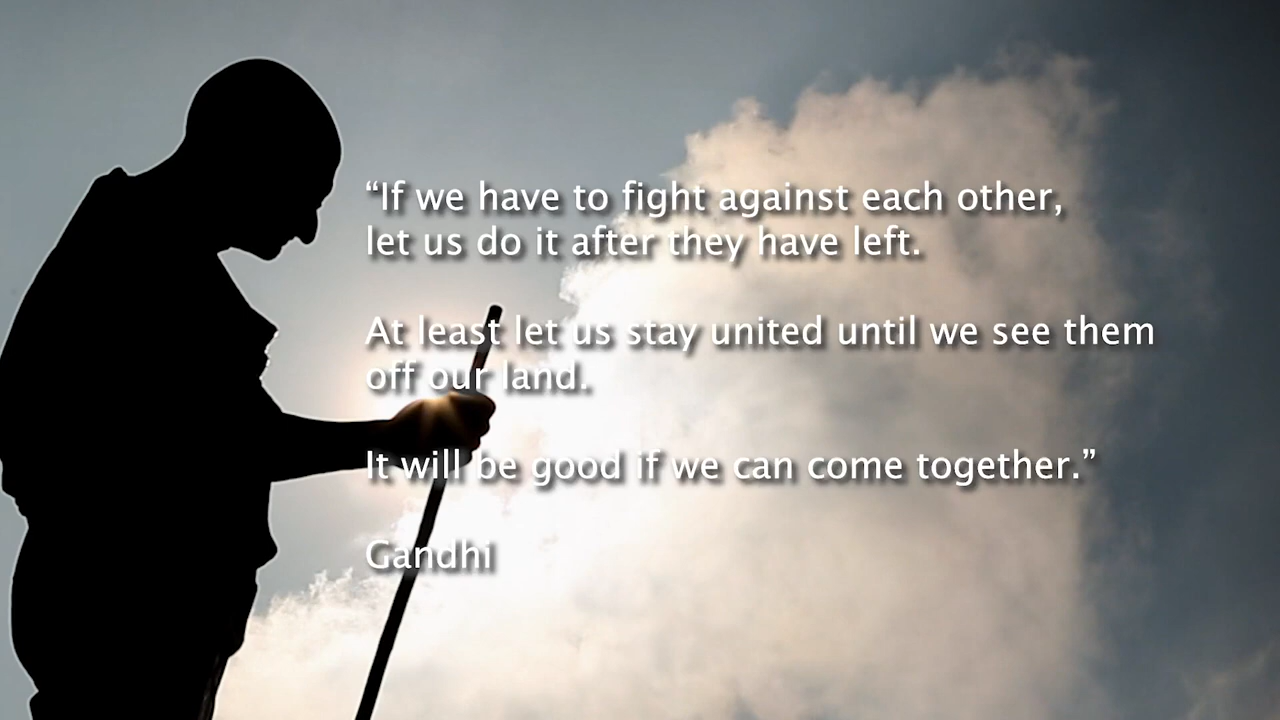 “If we have to fight against each other,
let us do it after they have left.
At least let us stay united until we see them
off our land.
It will be good if we can come together.”
Gandhi